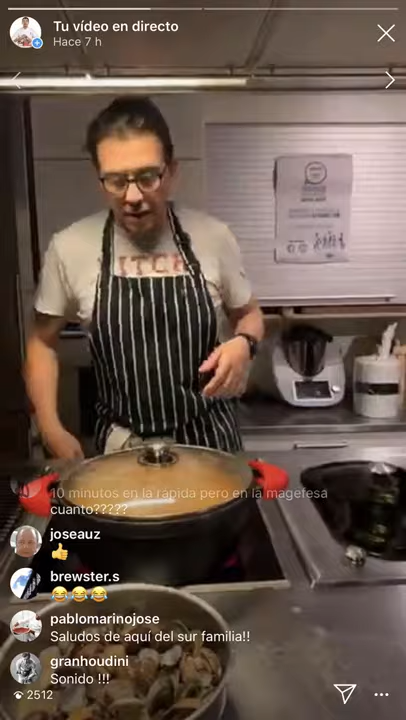 Tu vídeo en directo
Hace 7 h
ITCH
10 minutos en la rápida pero en la magefesa
cuanto?????
joseauz
👍
brewster.s
😂😂😂
pablomarinojose
Saludos de aquí del sur familia!!
granhoudini
Sonido !!!
2512